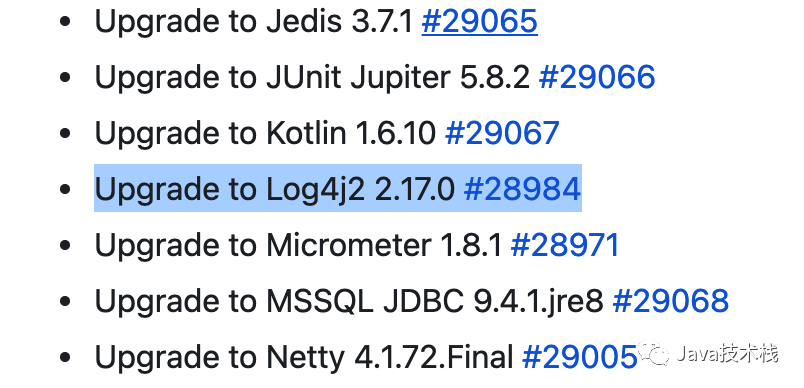 • Upgrade to Jedis 3.7.1 #29065
• Upgrade to JUnit Jupiter 5.8.2 #29066
• Upgrade to Kotlin 1.6.10 #29067
• Upgrade to Log4j2 2.17.0 #28984
• Upgrade to Micrometer 1.8.1 #28971
• Upgrade to MSSQL JDBC 9.4.1.jre8 #29068
• Upgrade to Netty 4.1.72.Final #29005
Java技术栈